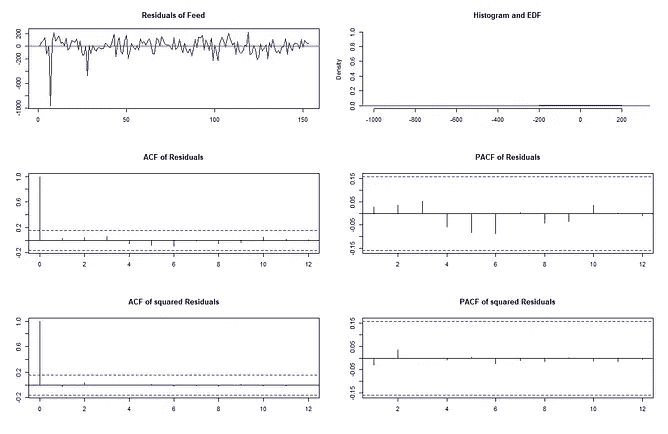 Residuals of Feed
200
-200
-600
-1000
0
50
100
150
Histogram and EDF
Density
0.0 0.2 0.4 0.6 0.8 1.0
-1000 -800 -600 -400 -200 0 200
ACF of Residuals
-0.2 0.2 0.6 1.0
0 2 4 6 8 10 12
PACF of Residuals
-0.15 -0.05 0.05 0.15
2 4 6 8 10 12
ACF of squared Residuals
-0.2 0.2 0.6 1.0
0 2 4 6 8 10 12
PACF of squared Residuals
-0.15 -0.05 0.05 0.15
2 4 6 8 10 12